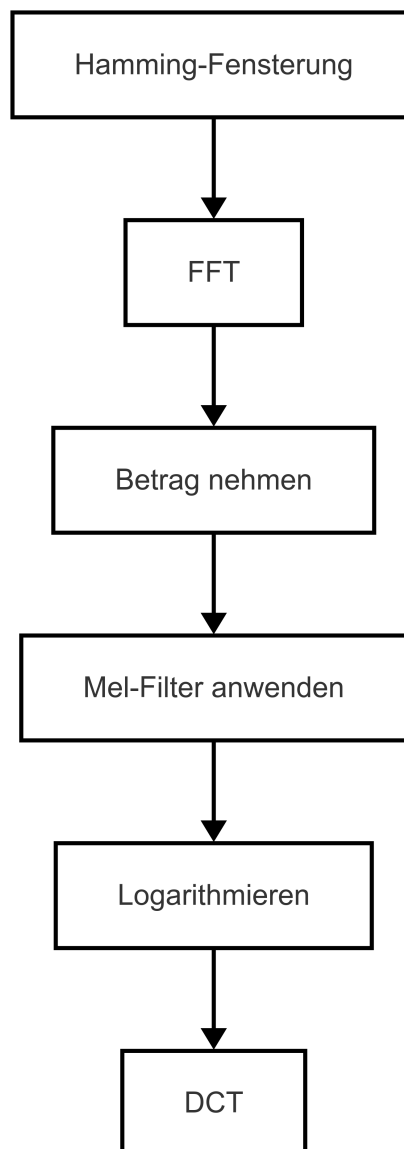 Hamming-Fensterung
FFT
Betrag nehmen
Mel-Filter anwenden
Logarithmieren
DCT